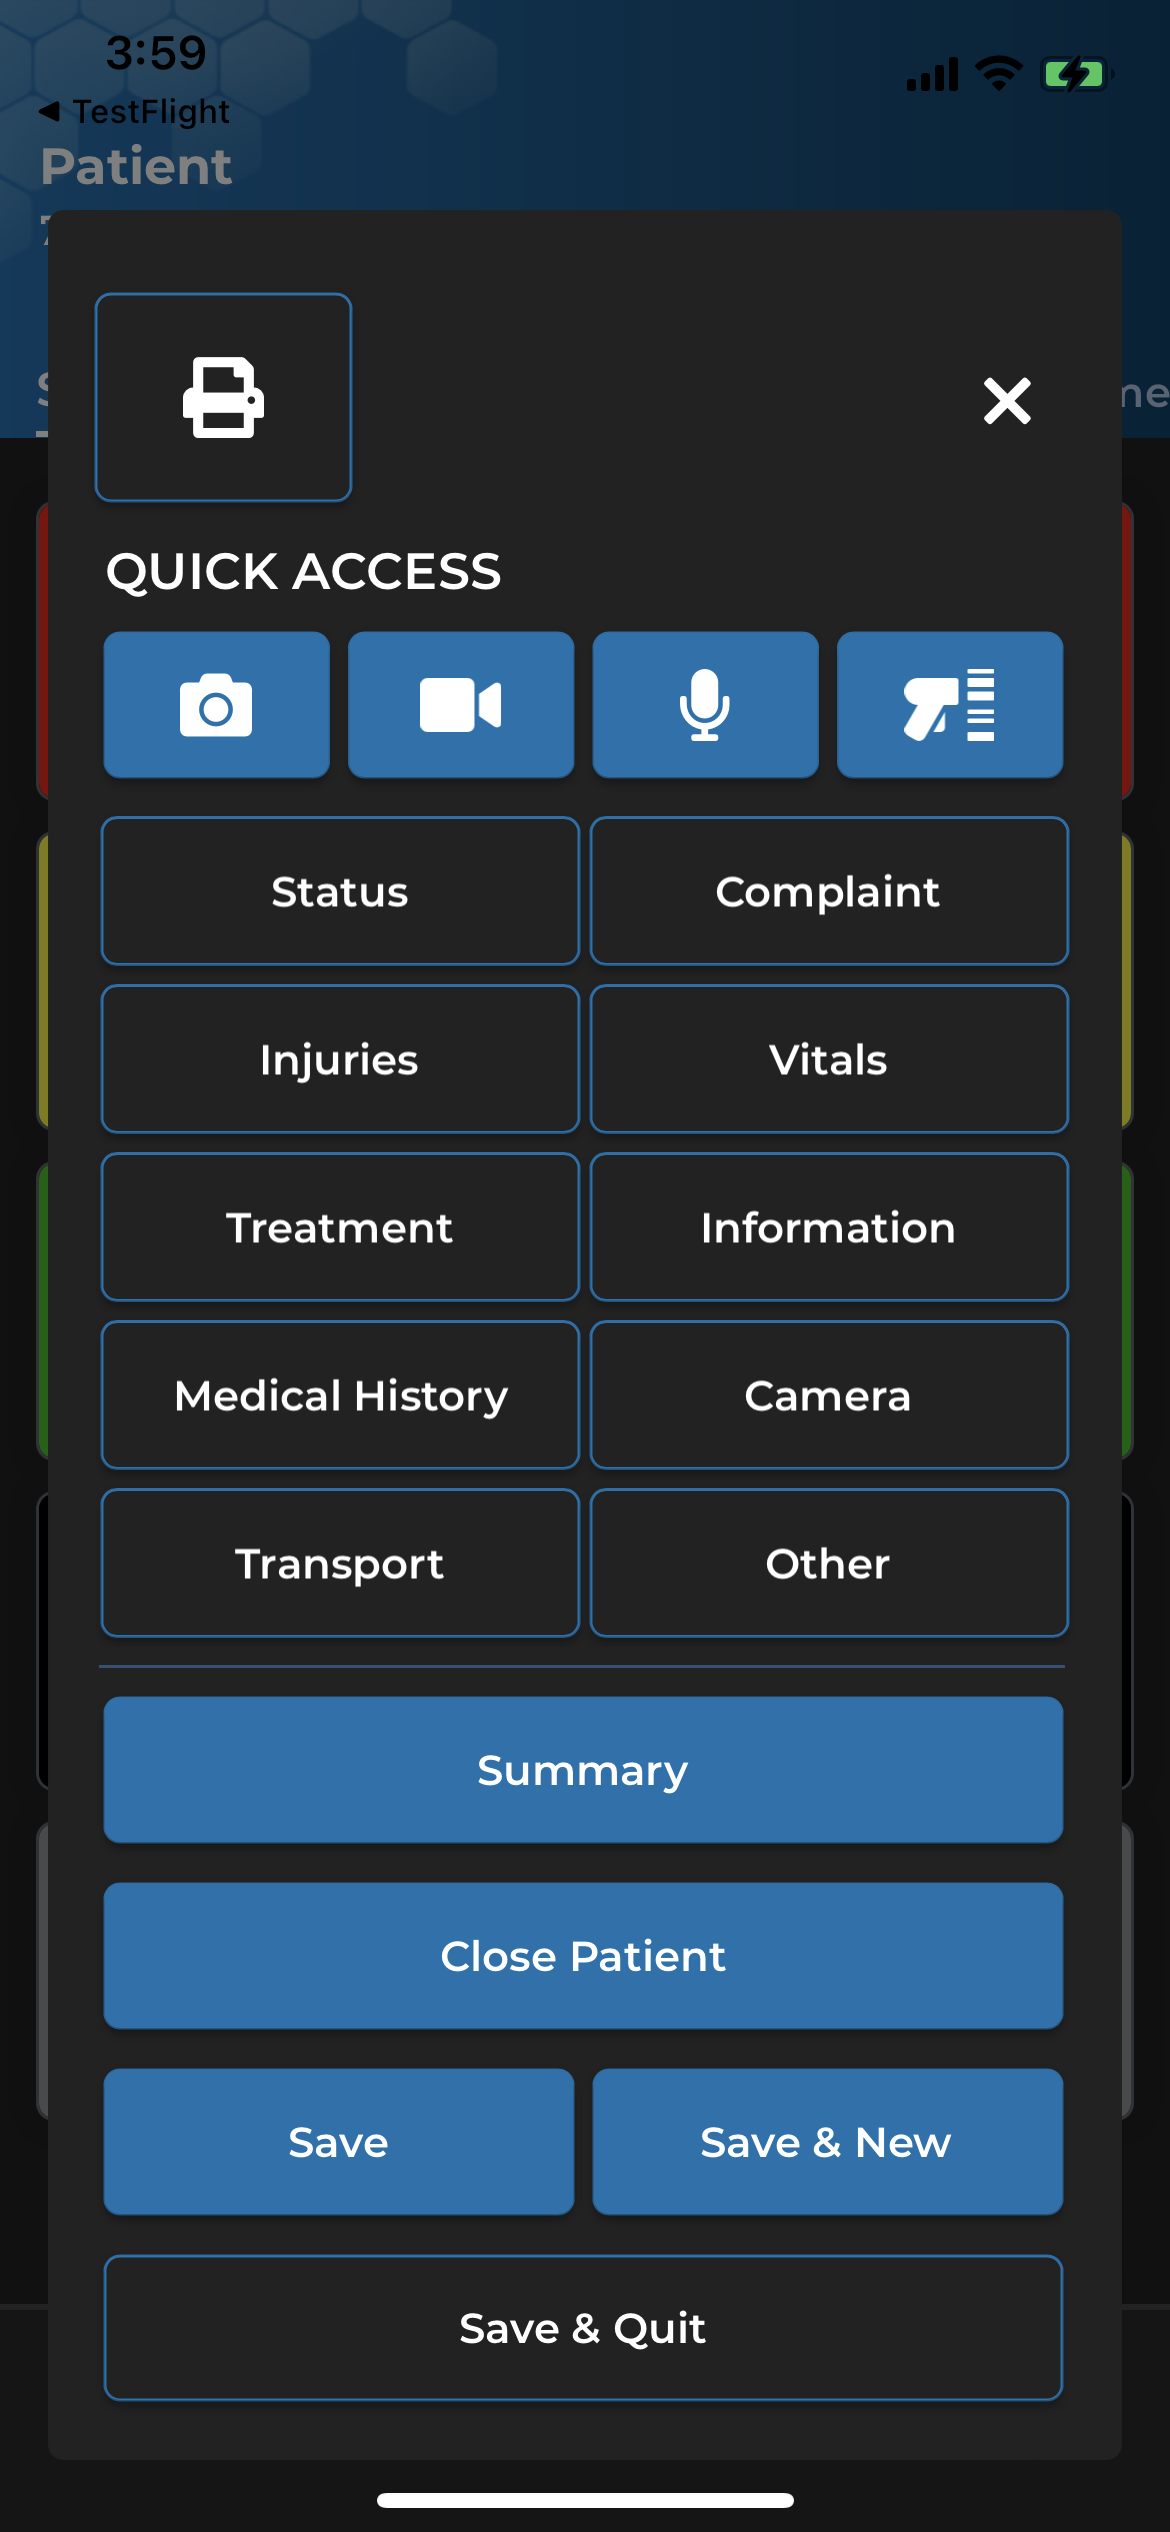 3:59
TestFlight
Patient
QUICK ACCESS
Status
Complaint
Injuries
Vitals
Treatment
Information
Medical History
Camera
Transport
Other
Summary
Close Patient
Save
Save & New
Save & Quit